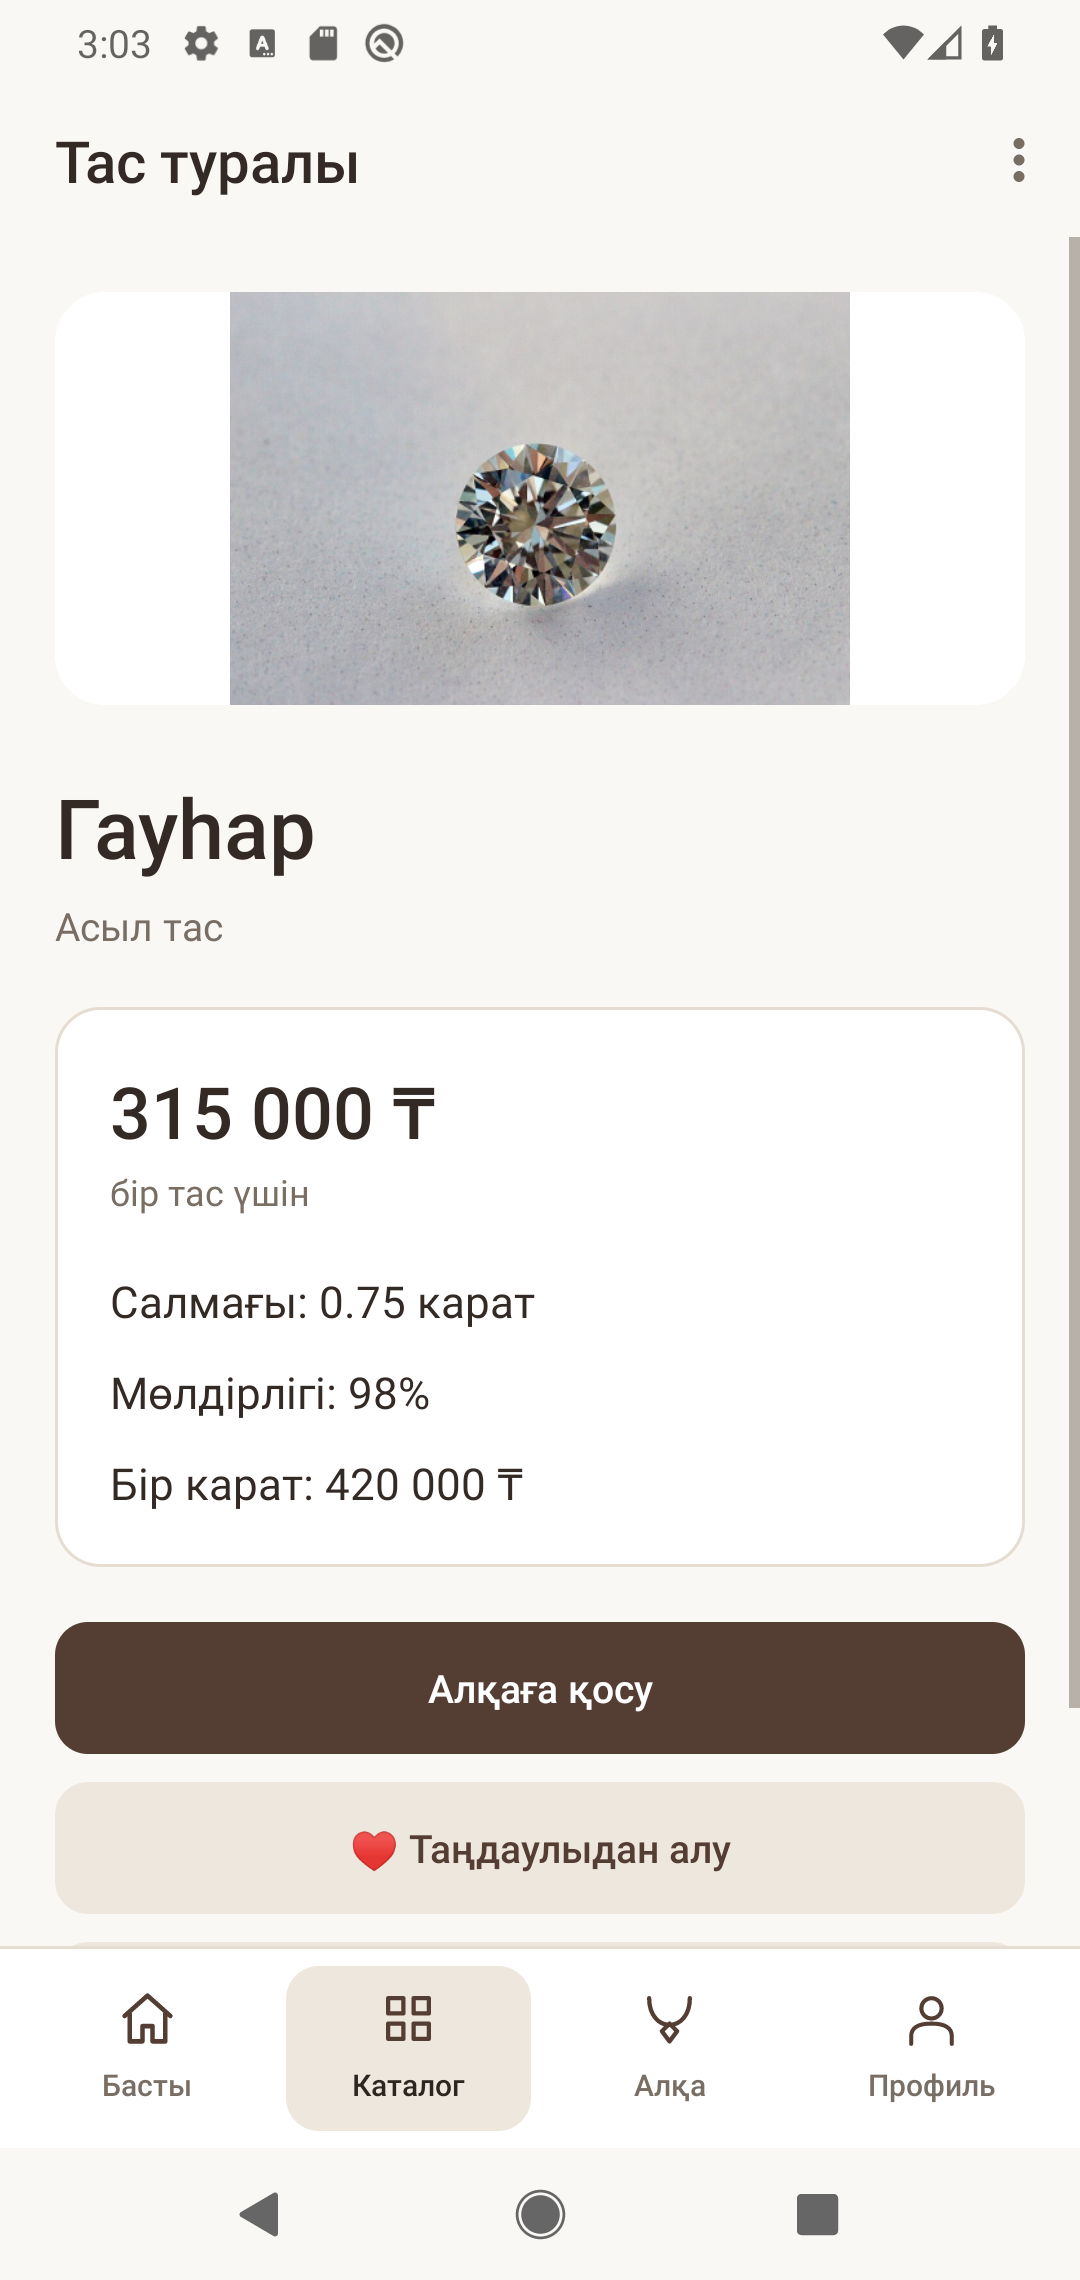 3:03
Тас туралы
Гауһар
Асыл тас
315 000 ₸
бір тас үшін
Салмағы: 0.75 карат
Мөлдірлігі: 98%
Бір карат: 420 000 ₸
Алқаға қосу
❤️ Таңдаулыдан алу
Басты
Каталог
Алқа
Профиль